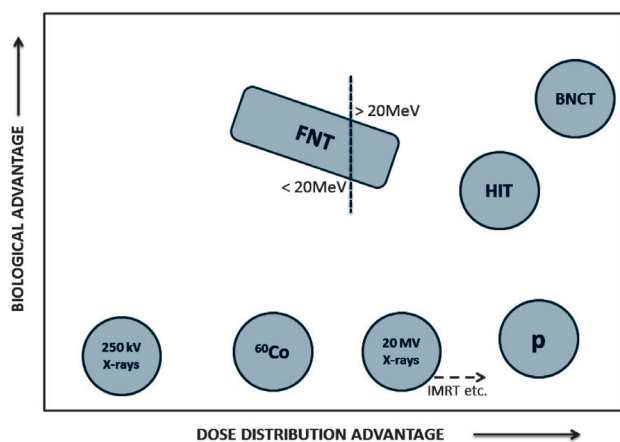 BIOLOGICAL ADVANTAGE
BNCT
> 20MeV
FNT
< 20MeV
HIT
250 kV
X-rays
⁶⁰Co
20 MV
X-rays
p
IMRT etc.
DOSE DISTRIBUTION ADVANTAGE